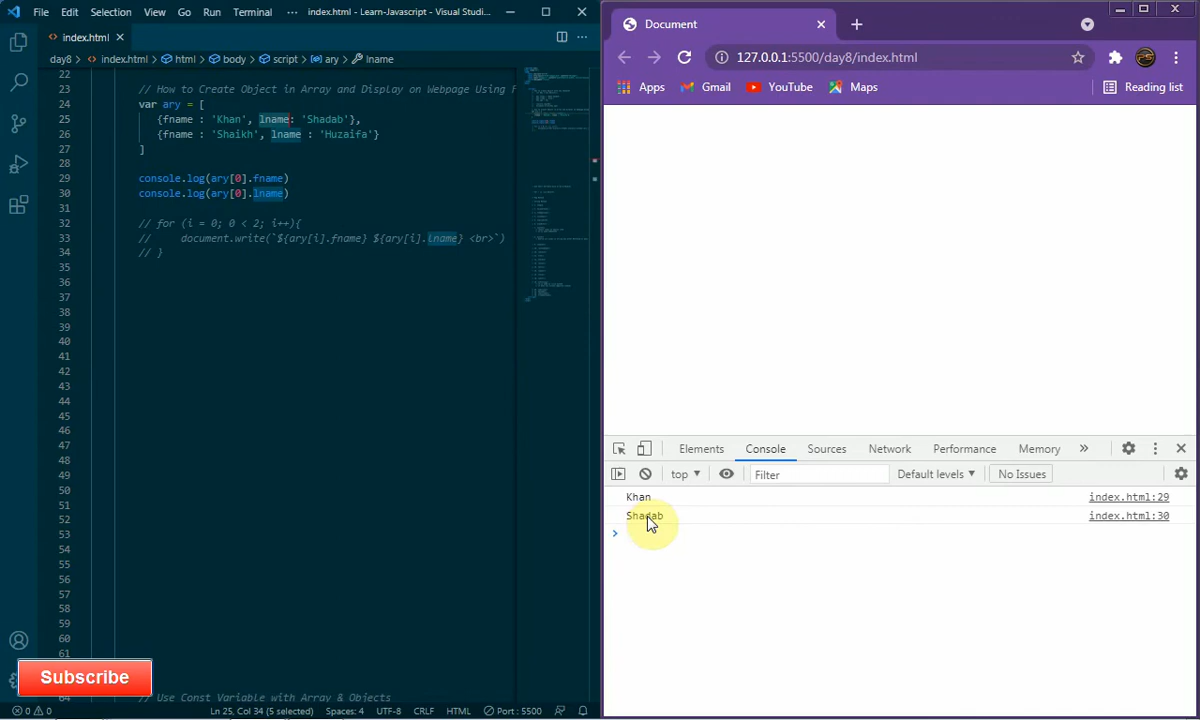 File Edit Selection View Go Run Terminal ··· index.html - Learn-Javascript - Visual Studi...
index.html
day8 > index.html > html > body > script > ary > lname
22
23 // How to Create Object in Array and Display on Webpage Using F
24 var ary = [
25 {fname : 'Khan', lname: 'Shadab'},
26 {fname : 'Shaikh', lname : 'Huzaifa'}
27 ]
28
29 console.log(ary[0].fname)
30 console.log(ary[0].lname)
31
32 // for (i = 0; 0 < 2; i++){
33 // document.write(`${ary[i].fname} ${ary[i].lname} <br>`)
34 // }
35
36
37
38
39
40
41
42
43
44
45
46
47
48
49
50
51
52
53
54
55
56
57
58
59
60
61
64 // Use Const Variable with Array & Objects
Subscribe
0 0 Ln 25, Col 34 (5 selected) Spaces: 4 UTF-8 CRLF HTML Port : 5500
Document
127.0.0.1:5500/day8/index.html
Apps Gmail YouTube Maps Reading list
Elements Console Sources Network Performance Memory »
top Filter Default levels No Issues
Khan index.html:29
Shadab index.html:30